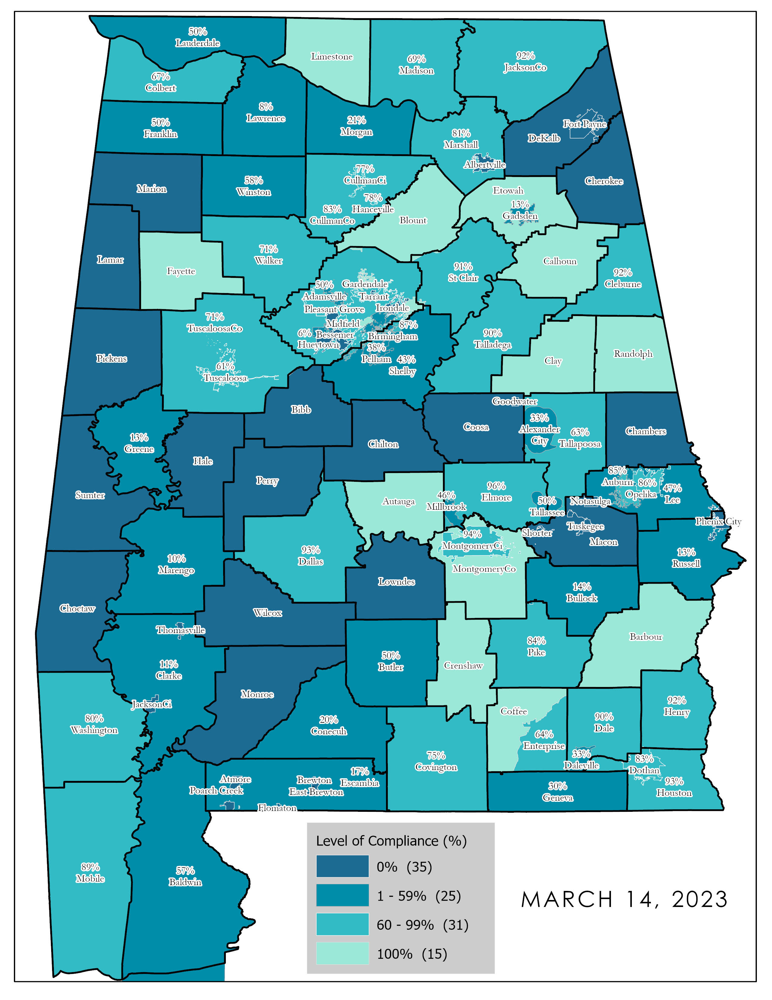 50%
Lauderdale
Limestone
69%
Madison
92%
JacksonCo
67%
Colbert
8%
Lawrence
21%
Morgan
50%
Franklin
81%
Marshall
Albertville
Fort Payne
DeKalb
Cherokee
Marion
58%
Winston
77%
CullmanCi
78%
Hanceville
83%
CullmanCo
Blount
Etowah
13%
Gadsden
Lamar
Fayette
71%
Walker
91%
St Clair
Calhoun
92%
Cleburne
50%
Adamsville
Gardendale
Tarrant
Pleasant Grove
Irondale
Midfield
87%
Birmingham
6%
Hueytown
Bessemer
38%
Pelham
43%
Shelby
71%
TuscaloosaCo
61%
Tuscaloosa
90%
Talladega
Clay
Randolph
Pickens
Bibb
Goodwater
Coosa
33%
Alexander
City
63%
Tallapoosa
Chambers
13%
Greene
Hale
Chilton
Perry
Sumter
Autauga
96%
Elmore
46%
Millbrook
50%
Tallassee
85%
Auburn
86%
Opelika
47%
Lee
Notasulga
Shorter
Tuskegee
Macon
Phenix City
94%
MontgomeryCi
MontgomeryCo
13%
Russell
10%
Marengo
93%
Dallas
Lowndes
14%
Bullock
Choctaw
Wilcox
Thomasville
11%
Clarke
50%
Butler
Crenshaw
84%
Pike
Barbour
Monroe
JacksonCi
80%
Washington
20%
Conecuh
Coffee
64%
Enterprise
90%
Dale
92%
Henry
33%
Daleville
83%
Dothan
93%
Houston
75%
Covington
30%
Geneva
Atmore
Poarch Creek
Brewton
East Brewton
17%
Escambia
Flomaton
89%
Mobile
57%
Baldwin
Level of Compliance (%)
0% (35)
1 - 59% (25)
60 - 99% (31)
100% (15)
MARCH 14, 2023